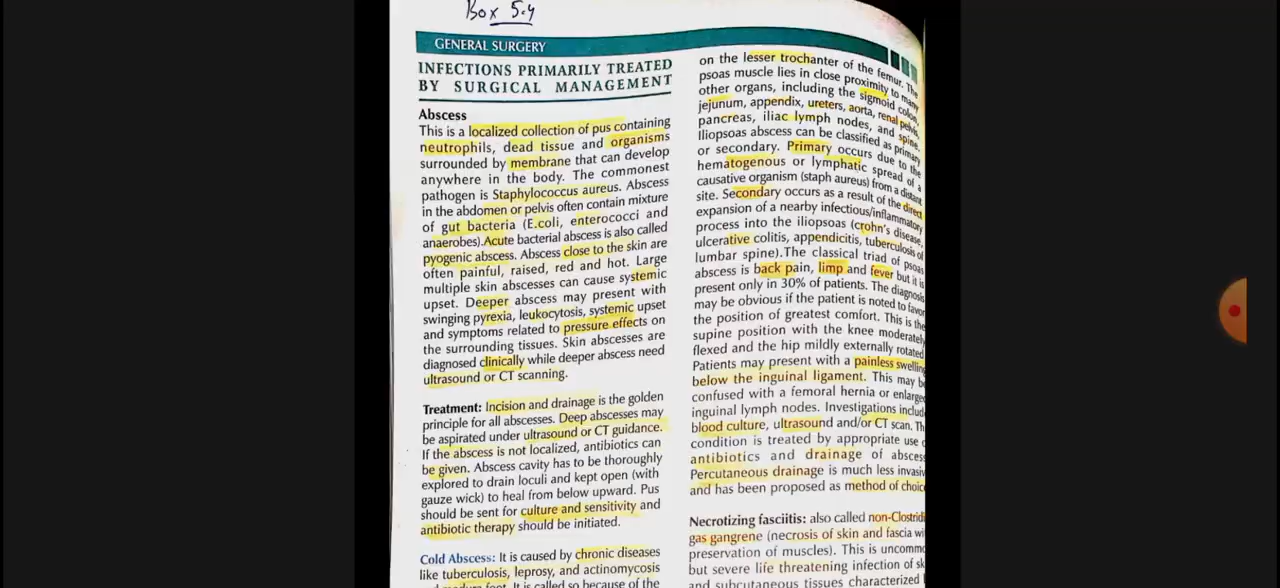 Box 5.4
GENERAL SURGERY
INFECTIONS PRIMARILY TREATED
BY SURGICAL MANAGEMENT
Abscess
This is a localized collection of pus containing
neutrophils, dead tissue and organisms
surrounded by membrane that can develop
anywhere in the body. The commonest
pathogen is Staphylococcus aureus. Abscess
in the abdomen or pelvis often contain mixture
of gut bacteria (E.coli, enterococci and
anaerobes).Acute bacterial abscess is also called
pyogenic abscess. Abscess close to the skin are
often painful, raised, red and hot. Large
multiple skin abscesses can cause systemic
upset. Deeper abscess may present with
swinging pyrexia, leukocytosis, systemic upset
and symptoms related to pressure effects on
the surrounding tissues. Skin abscesses are
diagnosed clinically while deeper abscess need
ultrasound or CT scanning.
Treatment: Incision and drainage is the golden
principle for all abscesses. Deep abscesses may
be aspirated under ultrasound or CT guidance.
If the abscess is not localized, antibiotics can
be given. Abscess cavity has to be thoroughly
explored to drain loculi and kept open (with
gauze wick) to heal from below upward. Pus
should be sent for culture and sensitivity and
antibiotic therapy should be initiated.
Cold Abscess: It is caused by chronic diseases
like tuberculosis, leprosy, and actinomycosis
foot. It is called so because of the
on the lesser trochanter of the femur. The
psoas muscle lies in close proximity to many
other organs, including the sigmoid colon,
jejunum, appendix, ureters, aorta, renal pelvis,
pancreas, iliac lymph nodes, and spine.
Iliopsoas abscess can be classified as primary
or secondary. Primary occurs due to the
hematogenous or lymphatic spread of a
causative organism (staph aureus) from a distant
site. Secondary occurs as a result of the direct
expansion of a nearby infectious/inflammatory
process into the iliopsoas (crohn's disease,
ulcerative colitis, appendicitis, tuberculosis of
lumbar spine).The classical triad of psoas
abscess is back pain, limp and fever but it is
present only in 30% of patients. The diagnosis
may be obvious if the patient is noted to favor
the position of greatest comfort. This is the
supine position with the knee moderately
flexed and the hip mildly externally rotated
Patients may present with a painless swelling
below the inguinal ligament. This may b
confused with a femoral hernia or enlarge
inguinal lymph nodes. Investigations includ
blood culture, ultrasound and/or CT scan. Th
condition is treated by appropriate use
antibiotics and drainage of absces
Percutaneous drainage is much less invasiv
and has been proposed as method of choic
Necrotizing fasciitis: also called non-Clostridi
gas gangrene (necrosis of skin and fascia wi
preservation of muscles). This is uncommo
but severe life threatening infection of sk
and subcutaneous tissues characterized